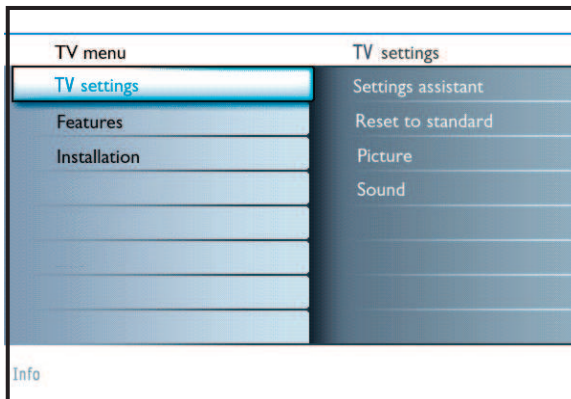 TV menu
TV settings
TV settings
Settings assistant
Features
Reset to standard
Installation
Picture
Sound
Info